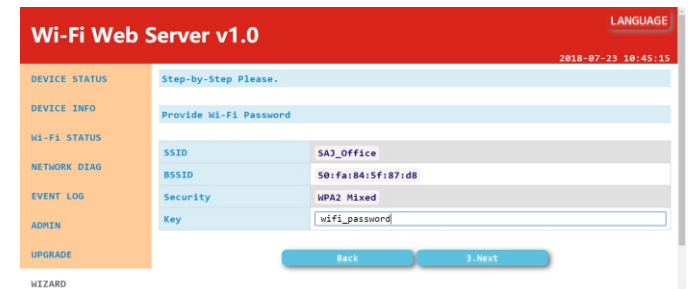 LANGUAGE
Wi-Fi Web Server v1.0
2018-07-23 10:45:15
DEVICE STATUS
DEVICE INFO
Wi-Fi STATUS
NETWORK DIAG
EVENT LOG
ADMIN
UPGRADE
WIZARD
Step-by-Step Please.
Provide Wi-Fi Password
SSID SAJ_Office
BSSID 50:fa:84:5f:87:d8
Security WPA2 Mixed
Key wifi_password
Back 3.Next